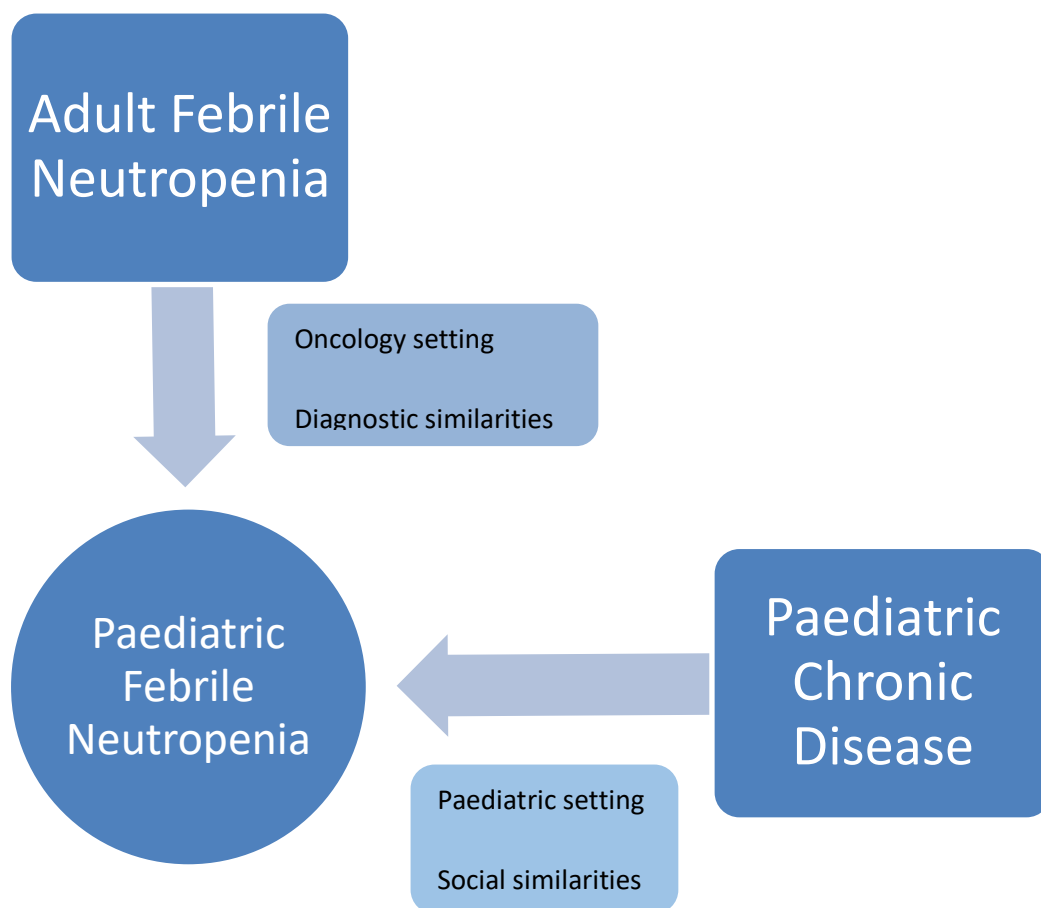 Adult Febrile
Neutropenia
Oncology setting
Diagnostic similarities
Paediatric
Febrile
Neutropenia
Paediatric
Chronic
Disease
Paediatric setting
Social similarities